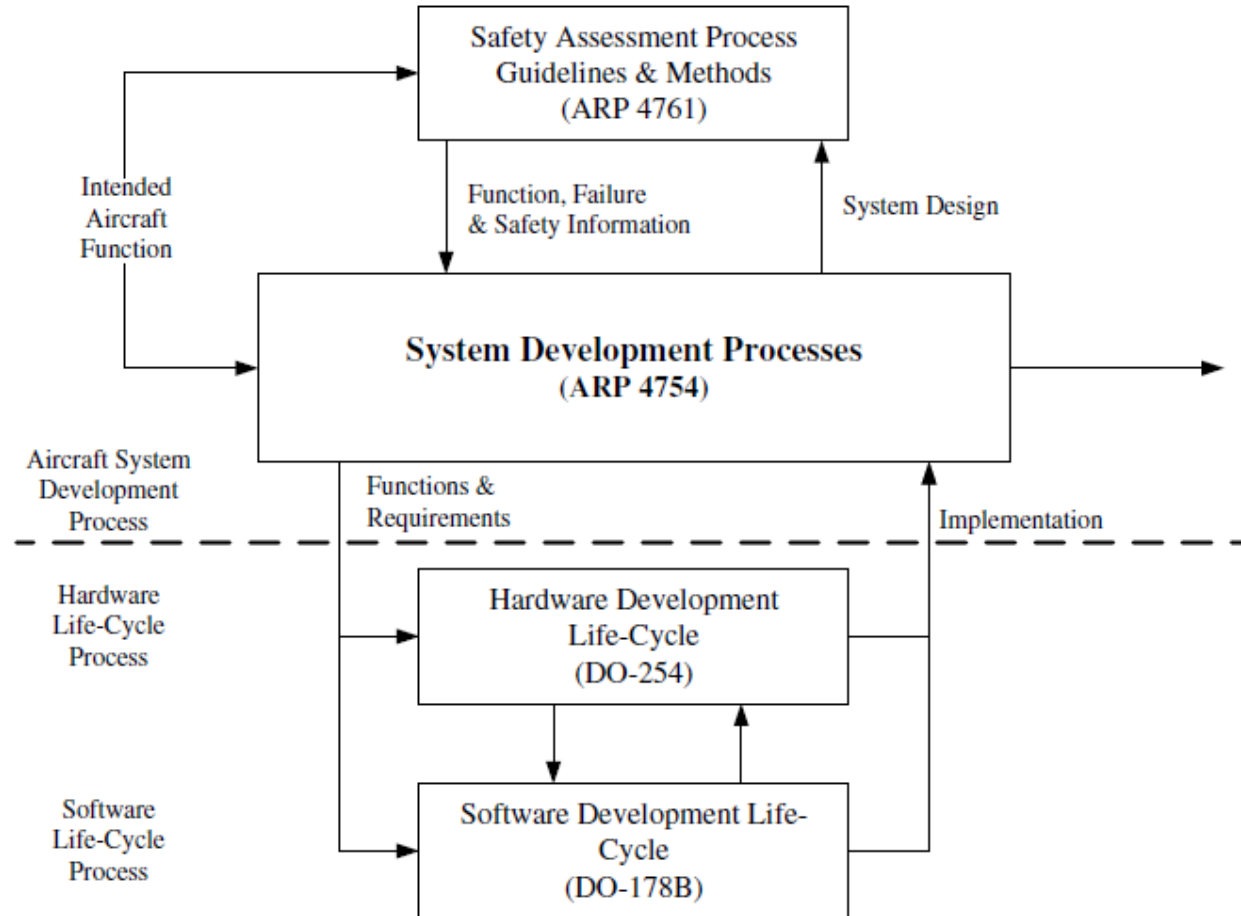 Safety Assessment Process
Guidelines & Methods
(ARP 4761)
Intended
Aircraft
Function
Function, Failure
& Safety Information
System Design
System Development Processes
(ARP 4754)
Aircraft System
Development
Process
Functions &
Requirements
Implementation
Hardware
Life-Cycle
Process
Hardware Development
Life-Cycle
(DO-254)
Software
Life-Cycle
Process
Software Development Life-
Cycle
(DO-178B)